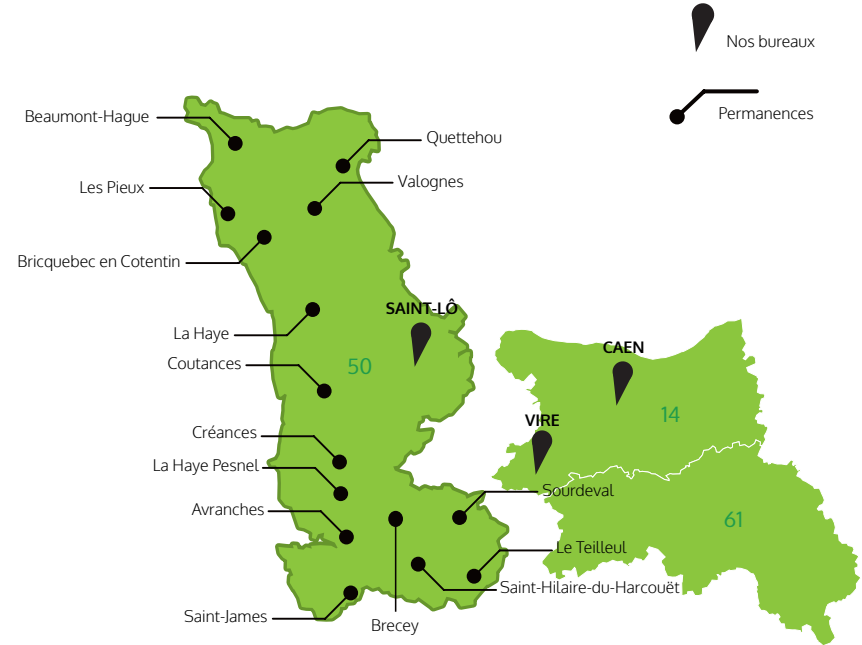 Nos bureaux
Permanences
Beaumont-Hague
Quettehou
Les Pieux
Valognes
Bricquebec en Cotentin
SAINT-LÔ
La Haye
CAEN
Coutances
50
14
VIRE
Créances
La Haye Pesnel
Sourdeval
Avranches
61
Le Teilleul
Saint-Hilaire-du-Harcouët
Saint-James
Brecey